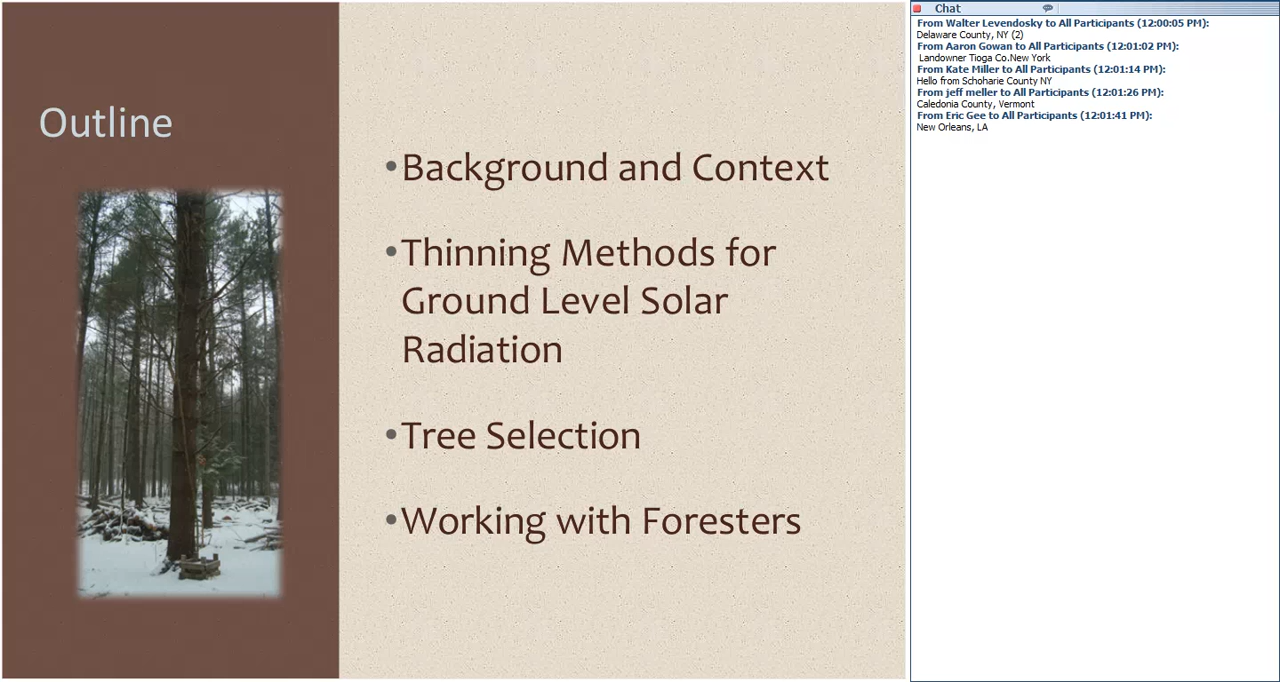 Outline
•Background and Context
•Thinning Methods for
Ground Level Solar
Radiation
•Tree Selection
•Working with Foresters
Chat
From Walter Levendosky to All Participants (12:00:05 PM):
Delaware County, NY (2)
From Aaron Gowan to All Participants (12:01:02 PM):
Landowner Tioga Co.New York
From Kate Miller to All Participants (12:01:14 PM):
Hello from Schoharie County NY
From jeff meller to All Participants (12:01:26 PM):
Caledonia County, Vermont
From Eric Gee to All Participants (12:01:41 PM):
New Orleans, LA